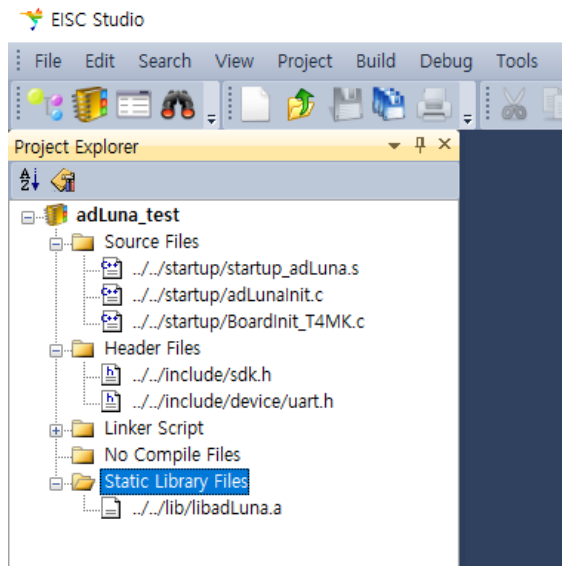 EISC Studio
File Edit Search View Project Build Debug Tools
Project Explorer
adLuna_test
Source Files
../../startup/startup_adLuna.s
../../startup/adLunaInit.c
../../startup/BoardInit_T4MK.c
Header Files
../../include/sdk.h
../../include/device/uart.h
Linker Script
No Compile Files
Static Library Files
../../lib/libadLuna.a